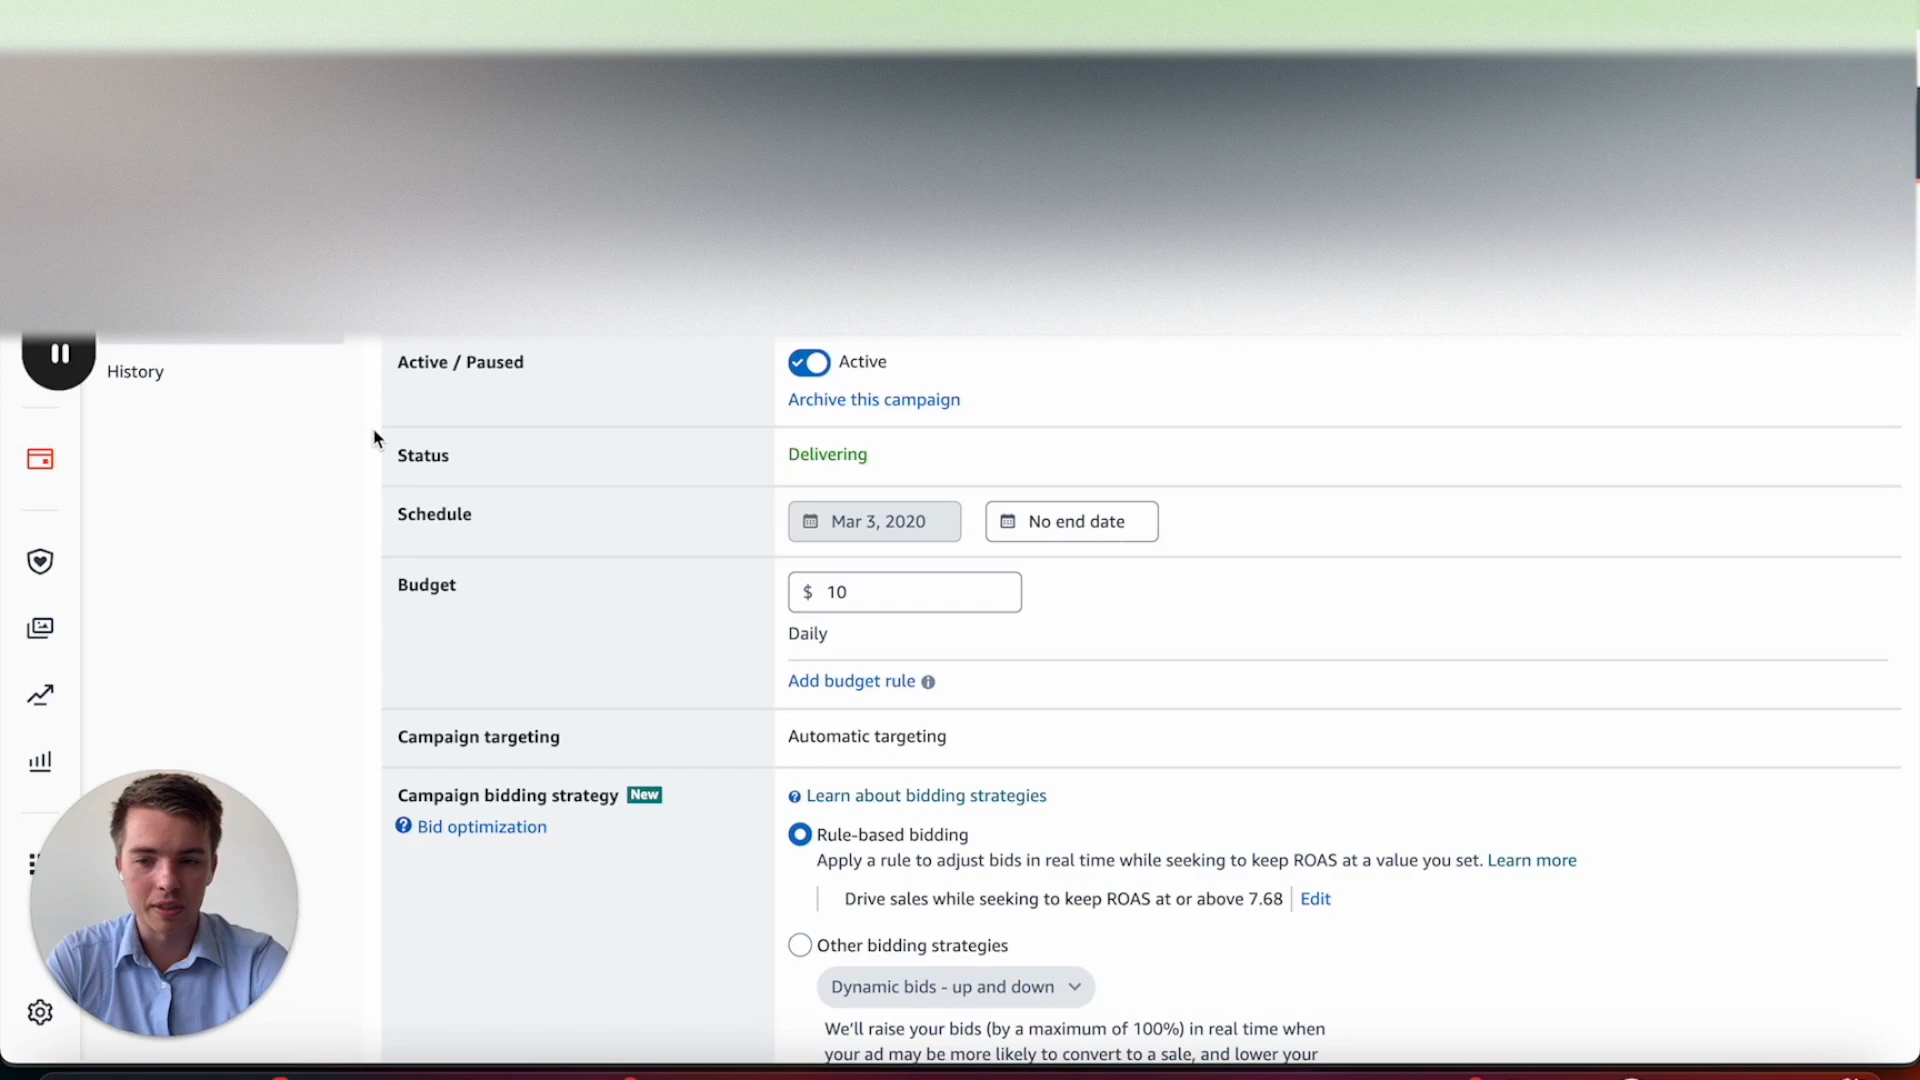 History
Active / Paused
Active
Archive this campaign
Status
Delivering
Schedule
Mar 3, 2020
No end date
Budget
$ 10
Daily
Add budget rule
Campaign targeting
Automatic targeting
Campaign bidding strategy New
Bid optimization
Learn about bidding strategies
Rule-based bidding
Apply a rule to adjust bids in real time while seeking to keep ROAS at a value you set. Learn more
Drive sales while seeking to keep ROAS at or above 7.68 Edit
Other bidding strategies
Dynamic bids - up and down
We'll raise your bids (by a maximum of 100%) in real time when
your ad may be more likely to convert to a sale, and lower your